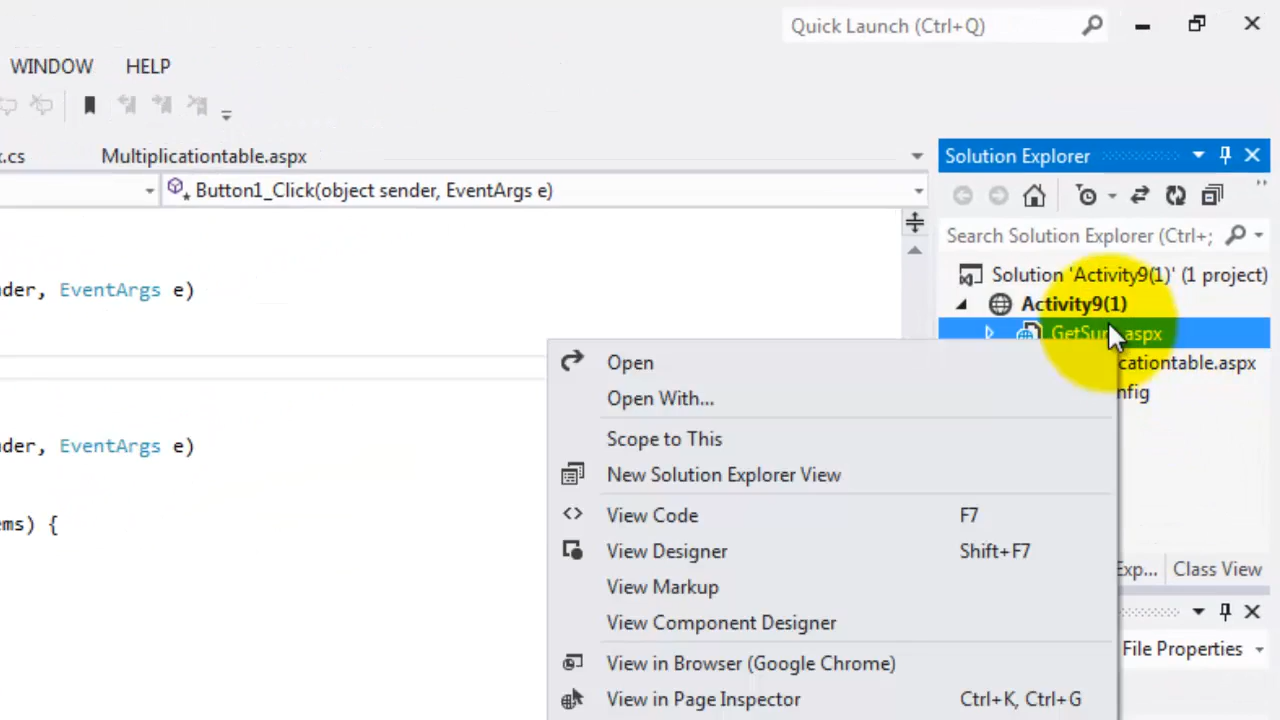 Quick Launch (Ctrl+Q)
WINDOW HELP
x.cs Multiplicationtable.aspx
Solution Explorer
Button1_Click(object sender, EventArgs e)
Search Solution Explorer (Ctrl+;
Solution 'Activity9(1)' (1 project)
nder, EventArgs e)
Activity9(1)
GetSum.aspx
Open
cationtable.aspx
nfig
Open With...
Scope to This
nder, EventArgs e)
New Solution Explorer View
View Code F7
ems) {
View Designer Shift+F7
Exp... Class View
View Markup
View Component Designer
File Properties
View in Browser (Google Chrome)
View in Page Inspector Ctrl+K, Ctrl+G